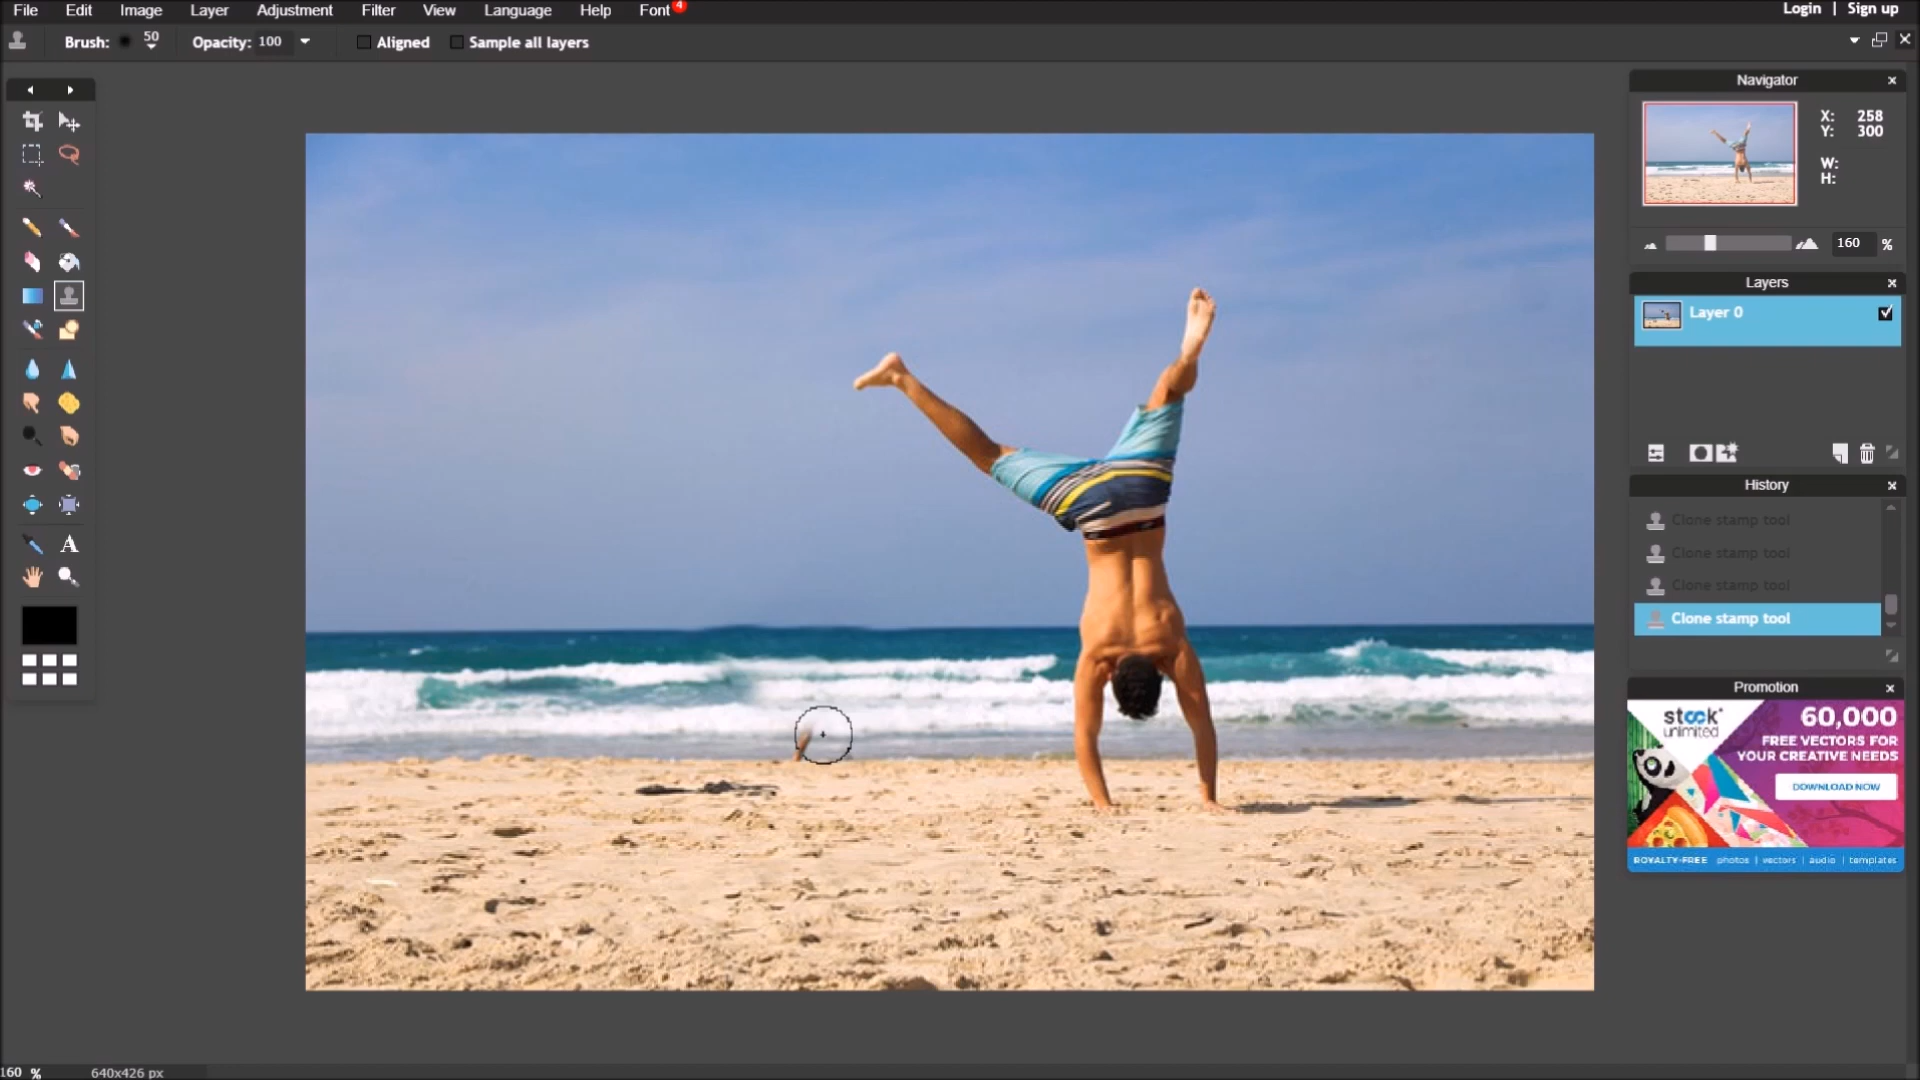 File Edit Image Layer Adjustment Filter View Language Help Font 4 Login | Sign up
Brush: 50 Opacity: 100 Aligned Sample all layers
Navigator
X: 258
Y: 300
W:
H:
160 %
Layers
Layer 0
History
Clone stamp tool
Clone stamp tool
Clone stamp tool
Clone stamp tool
Promotion
stock unlimited
60,000
FREE VECTORS FOR
YOUR CREATIVE NEEDS
DOWNLOAD NOW
ROYALTY-FREE photos | vectors | audio | templates
A
160 % 640x426 px